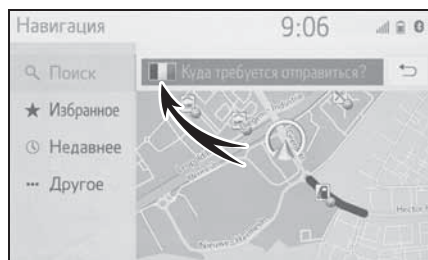 Навигация 9:06
Поиск Куда требуется отправиться?
Избранное
Недавнее
Другое